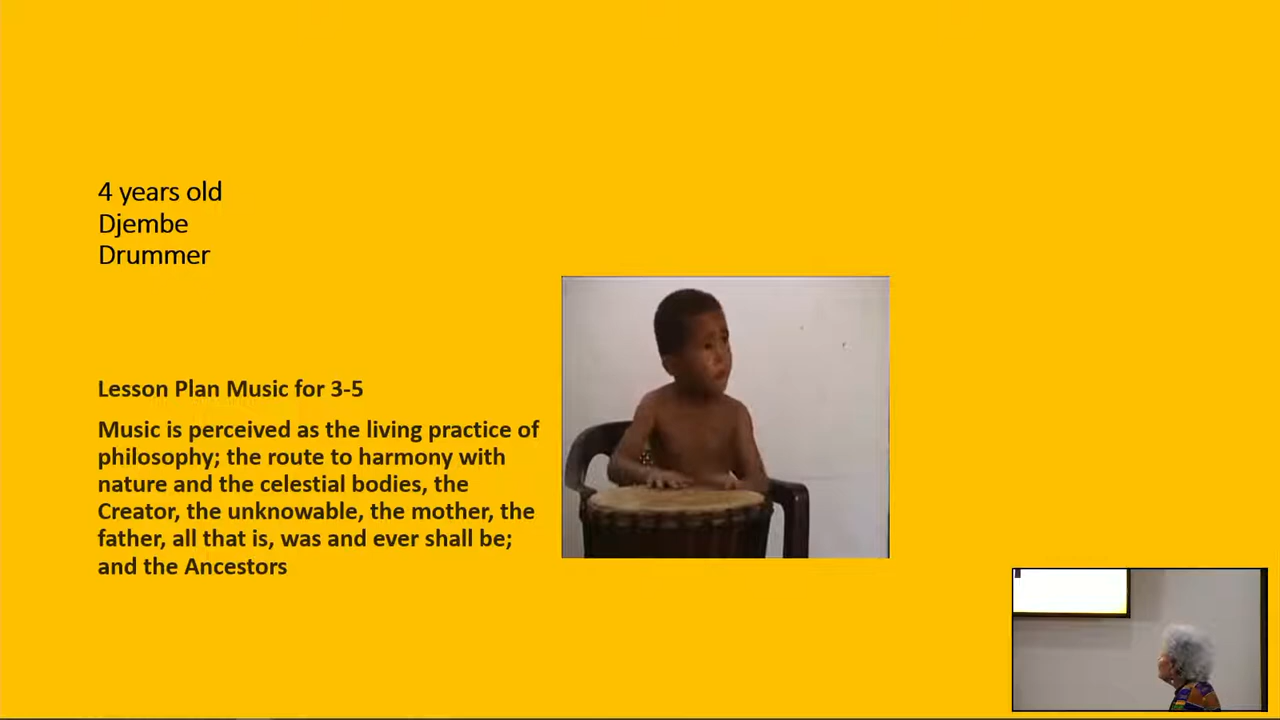 4 years old
Djembe
Drummer
Lesson Plan Music for 3-5
Music is perceived as the living practice of
philosophy; the route to harmony with
nature and the celestial bodies, the
Creator, the unknowable, the mother, the
father, all that is, was and ever shall be;
and the Ancestors